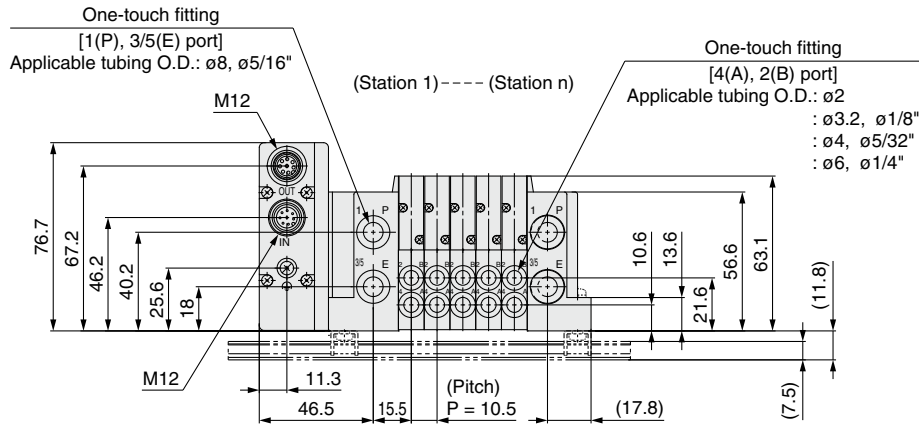 One-touch fitting
[1(P), 3/5(E) port]
Applicable tubing O.D.: ø8, ø5/16"
(Station 1) ---- (Station n)
One-touch fitting
[4(A), 2(B) port]
Applicable tubing O.D.: ø2
: ø3.2, ø1/8"
: ø4, ø5/32"
: ø6, ø1/4"
M12
OUT
IN
76.7
67.2
46.2
40.2
25.6
18
P
3/5 E
P
3/5 E
10.6
13.6
21.6
56.6
63.1
(11.8)
(7.5)
M12
11.3
46.5
15.5
(Pitch)
P = 10.5
(17.8)